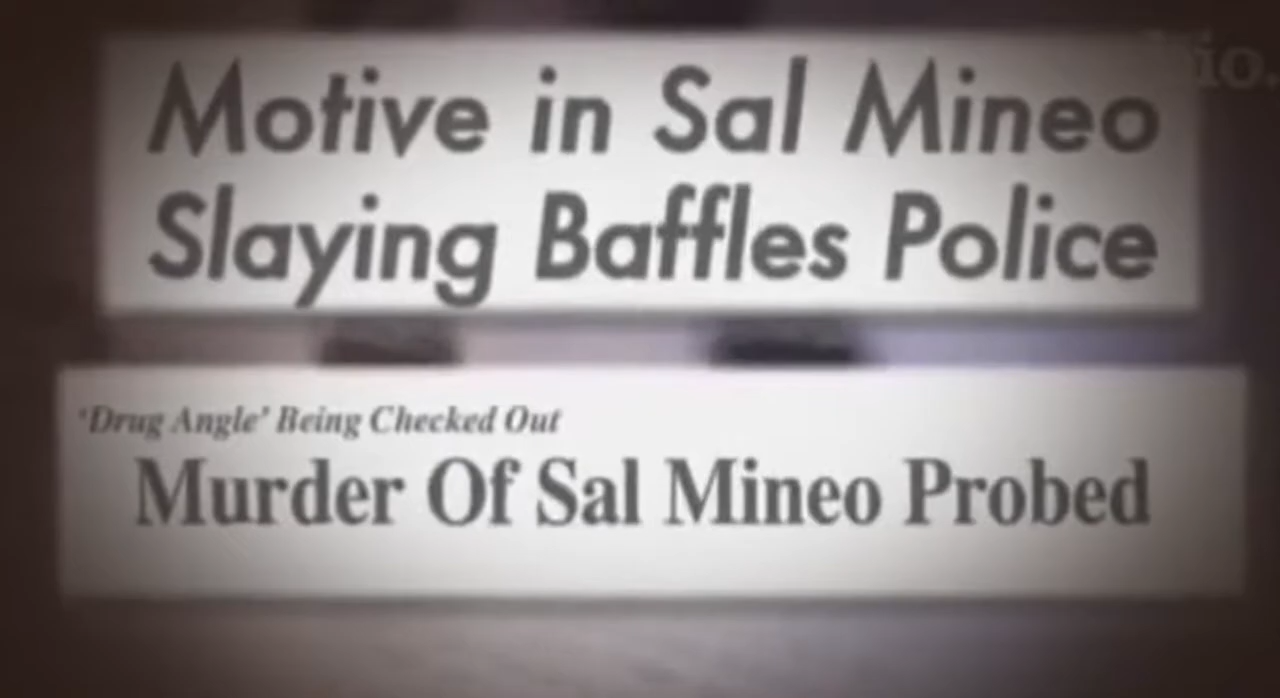 Motive in Sal Mineo
Slaying Baffles Police
'Drug Angle' Being Checked Out
Murder Of Sal Mineo Probed